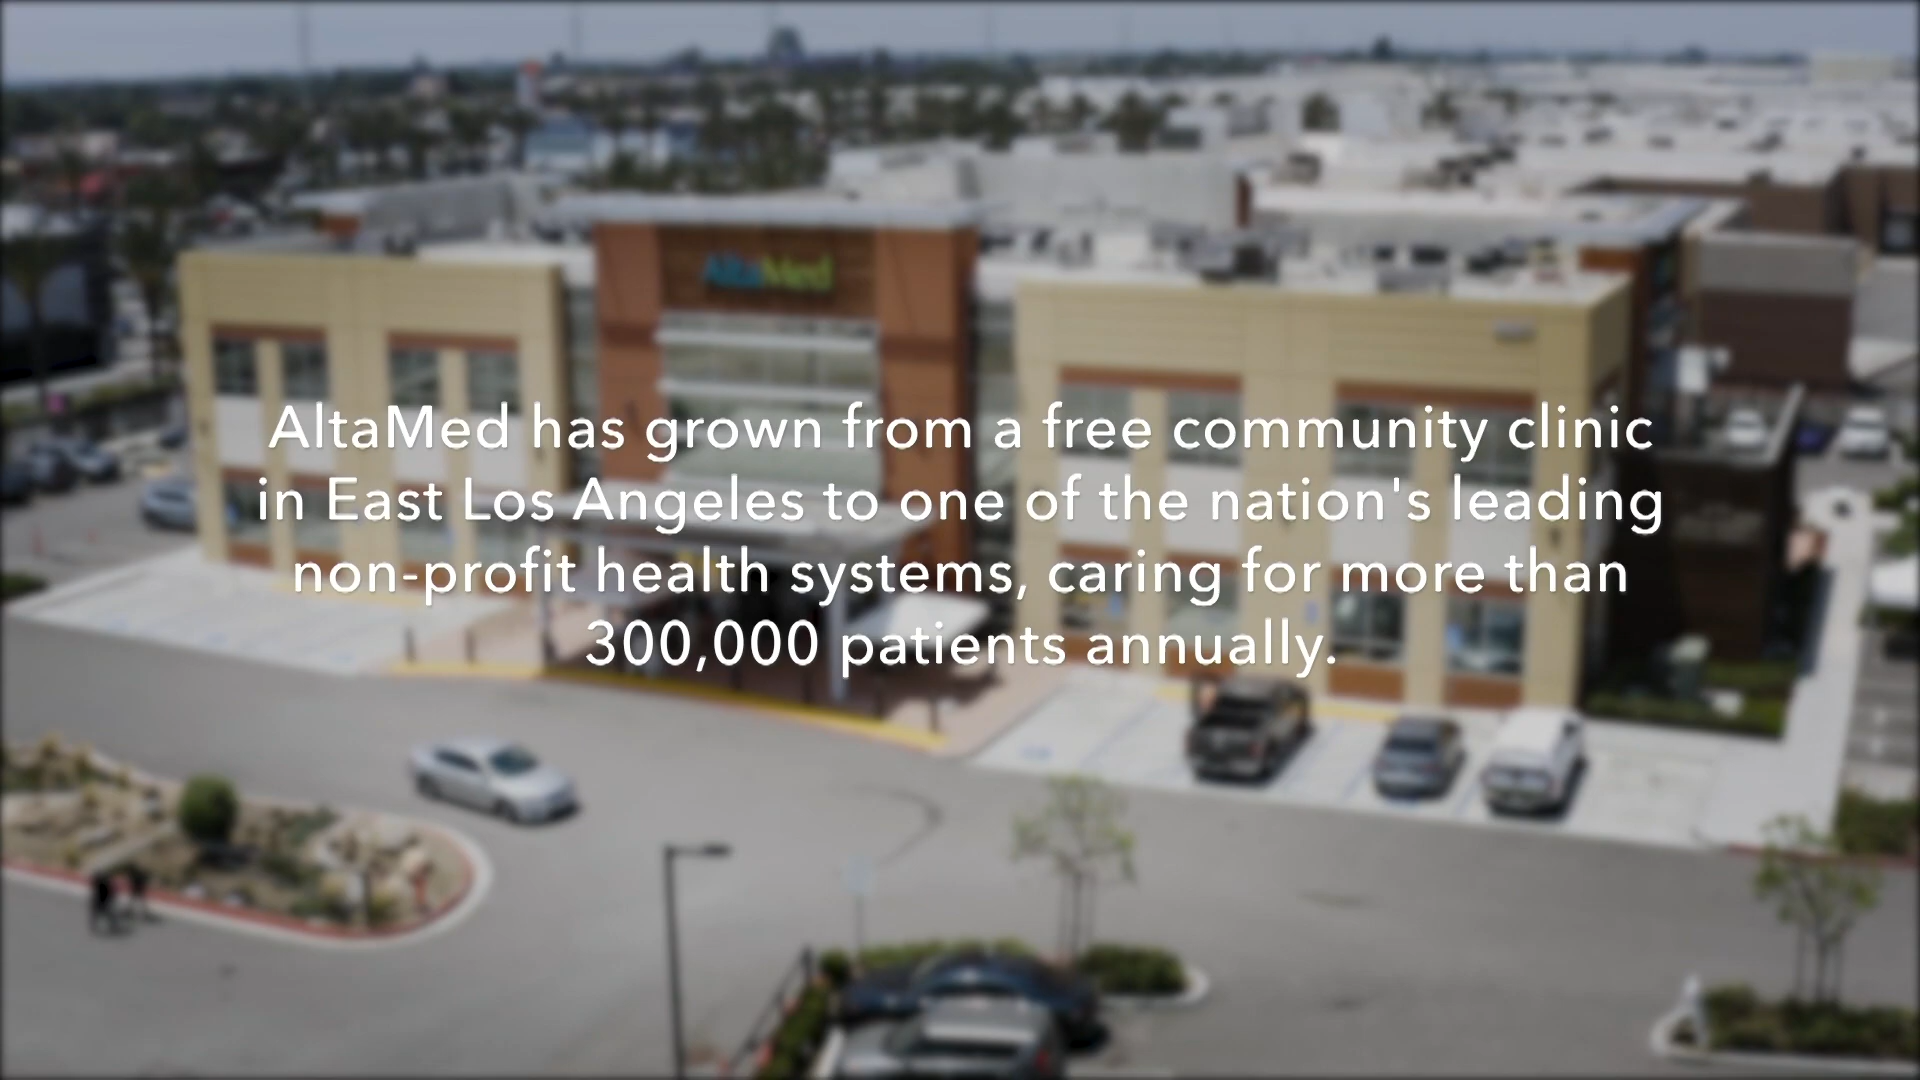 AltaMed
AltaMed has grown from a free community clinic
in East Los Angeles to one of the nation's leading
non-profit health systems, caring for more than
300,000 patients annually.